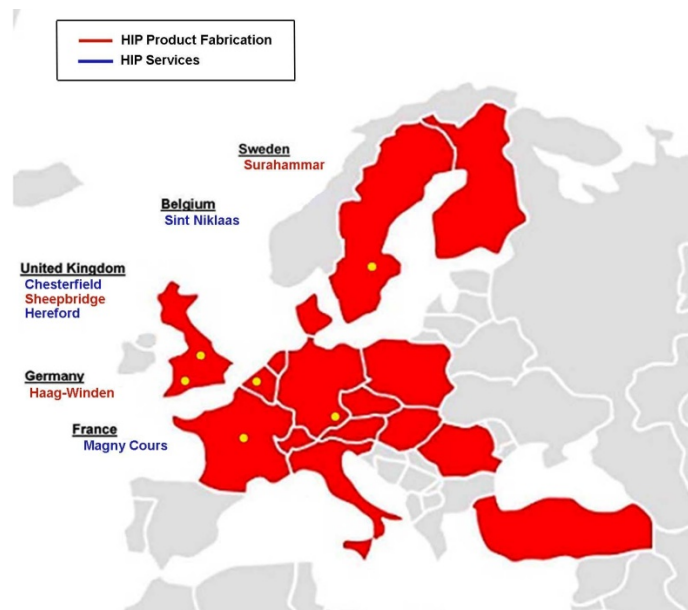 HIP Product Fabrication
HIP Services
Sweden
Surahammar
Belgium
Sint Niklaas
United Kingdom
Chesterfield
Sheepbridge
Hereford
Germany
Haag-Winden
France
Magny Cours